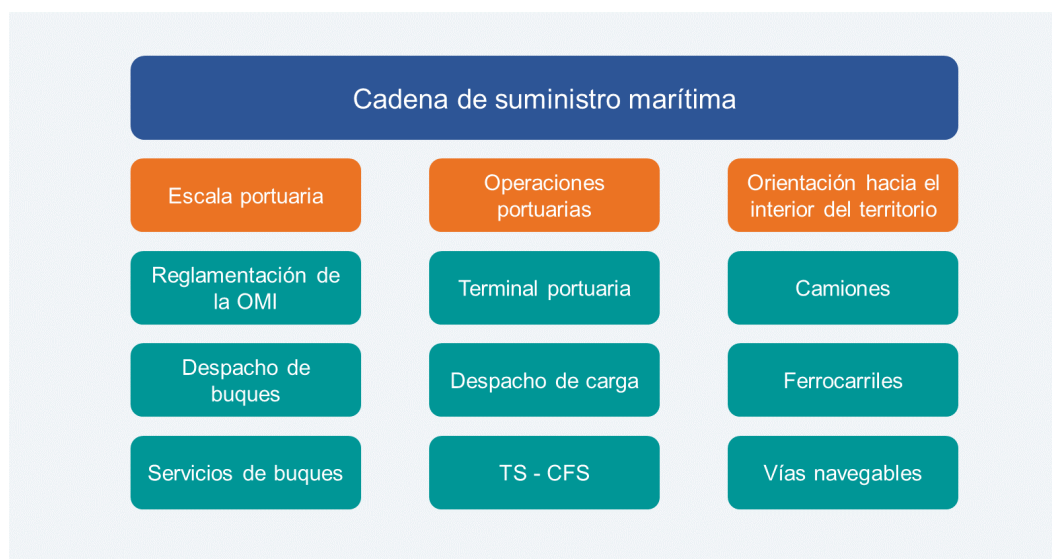 Cadena de suministro marítima
Escala portuaria
Operaciones
portuarias
Orientación hacia el
interior del territorio
Reglamentación de
la OMI
Terminal portuaria
Camiones
Despacho de
buques
Despacho de carga
Ferrocarriles
Servicios de buques
TS - CFS
Vías navegables